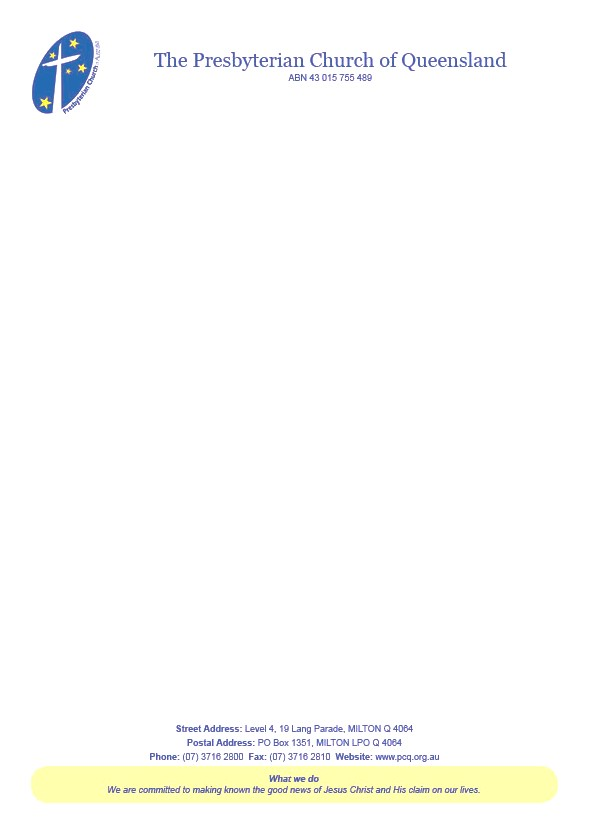 The Presbyterian Church of Queensland
ABN 43 015 755 489
Presbyterian Church
Street Address: Level 4, 19 Lang Parade, MILTON Q 4064
Postal Address: PO Box 1351, MILTON LPO Q 4064
Phone: (07) 3716 2800 Fax: (07) 3716 2810 Website: www.pcq.org.au
What we do
We are committed to making known the good news of Jesus Christ and His claim on our lives.